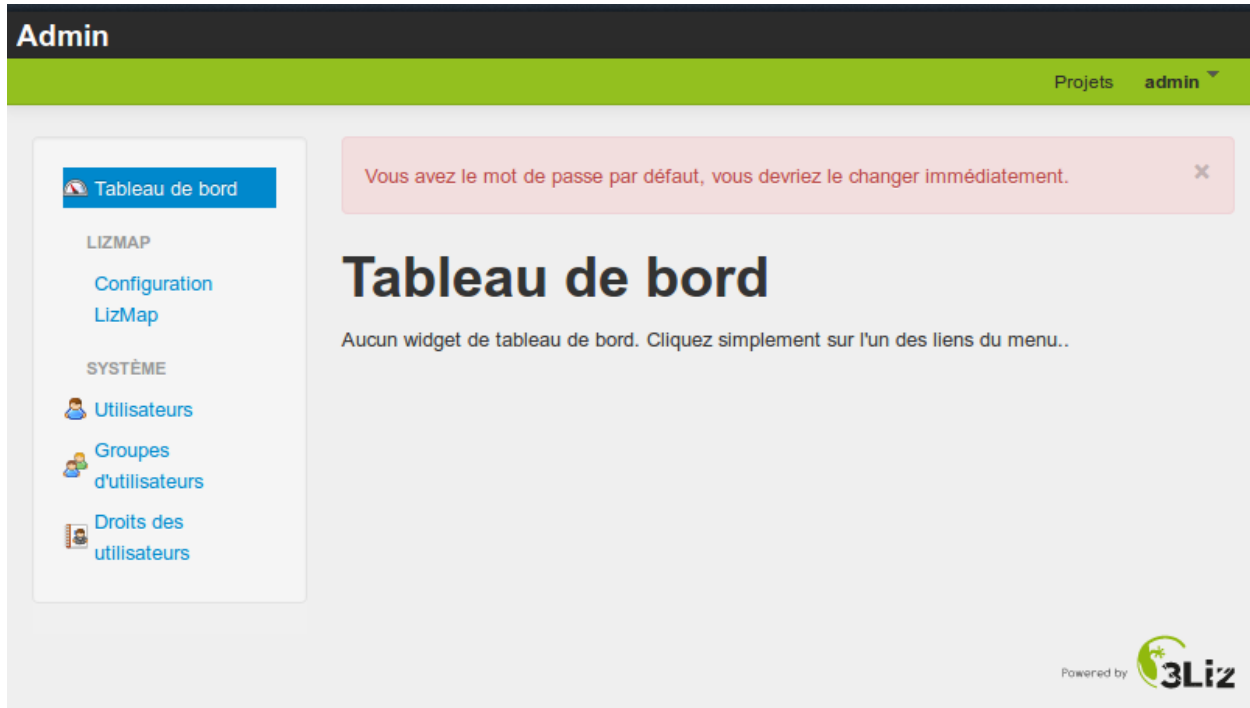 Admin
Projets admin
Tableau de bord
LIZMAP
Configuration
LizMap
SYSTÈME
Utilisateurs
Groupes
d'utilisateurs
Droits des
utilisateurs
Vous avez le mot de passe par défaut, vous devriez le changer immédiatement. ×
Tableau de bord
Aucun widget de tableau de bord. Cliquez simplement sur l'un des liens du menu..
Powered by 3Liz